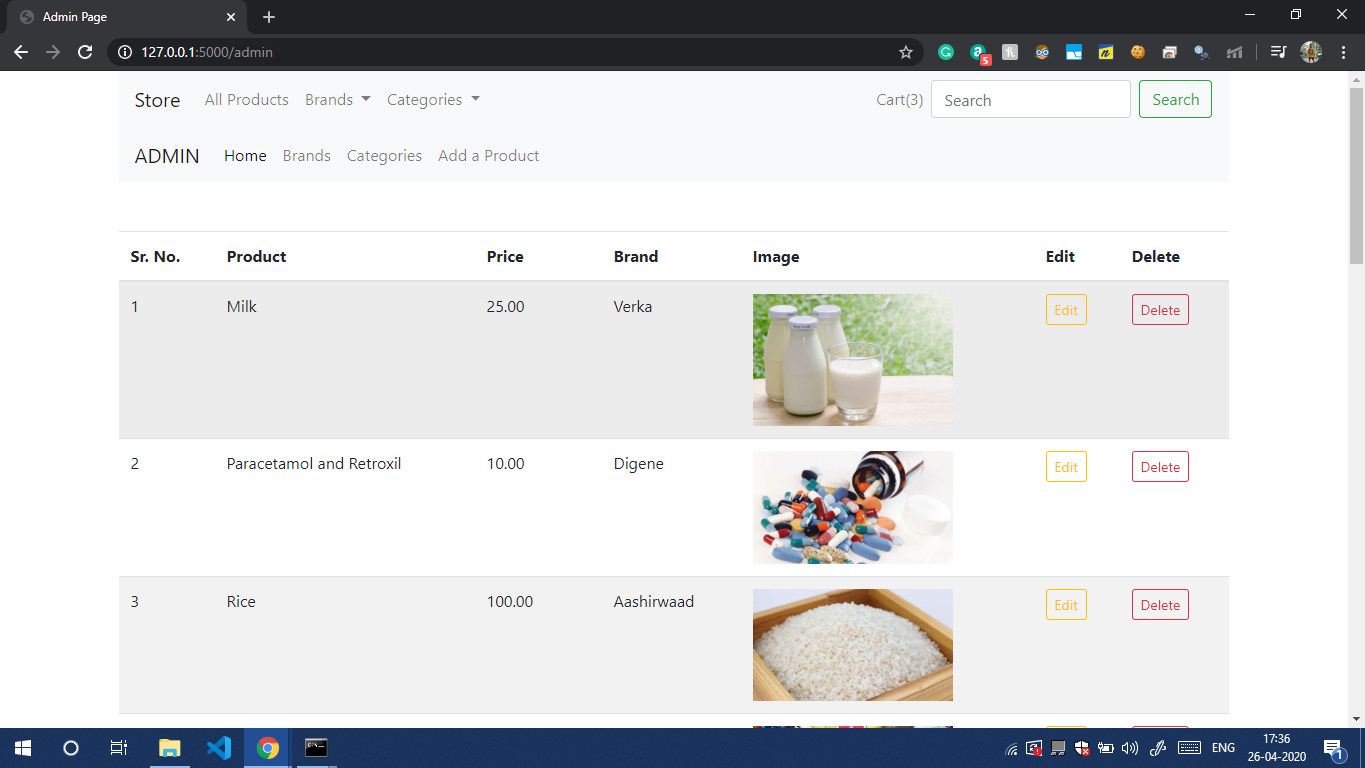 Admin Page
127.0.0.1:5000/admin
5
Store All Products Brands Categories Cart(3) Search Search
ADMIN Home Brands Categories Add a Product
Sr. No. Product Price Brand Image Edit Delete
1 Milk 25.00 Verka Edit Delete
2 Paracetamol and Retroxil 10.00 Digene Edit Delete
3 Rice 100.00 Aashirwaad Edit Delete
ENG 17:36
26-04-2020 1